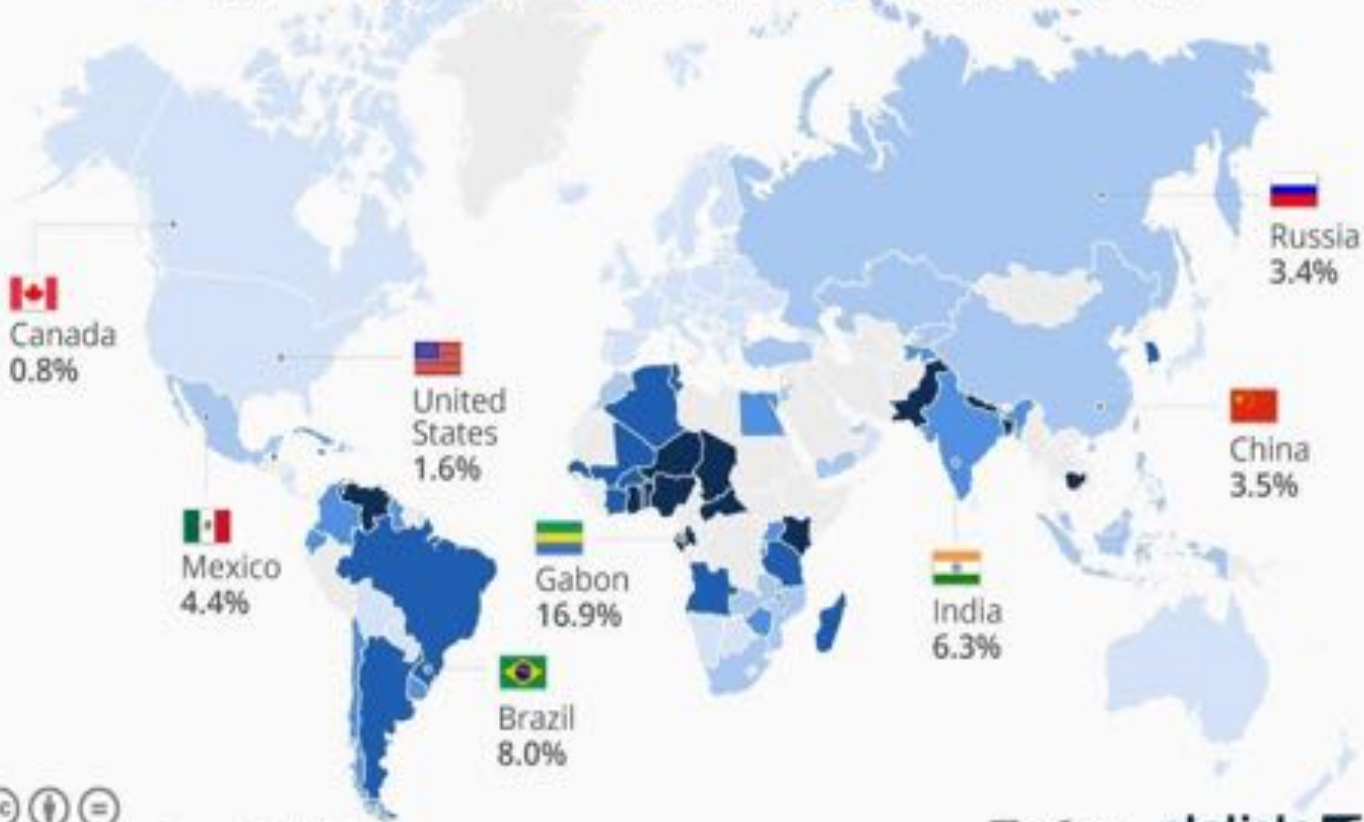 Russia
3.4%
Canada
0.8%
United
States
1.6%
China
3.5%
Mexico
4.4%
Gabon
16.9%
India
6.3%
Brazil
8.0%